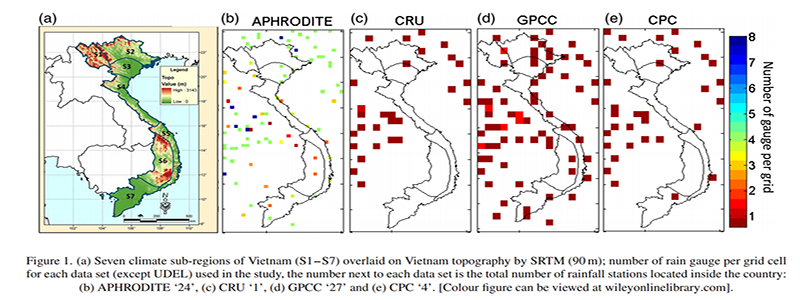 (a)
(b) APHRODITE
(c) CRU
(d) GPCC
(e) CPC
S2
S3
S4
S5
S6
S7
Legend
Topo
Value (m)
High : 3143
Low : 0
8
7
6
5
4
3
2
1
Number of gauge per grid
Figure 1. (a) Seven climate sub-regions of Vietnam (S1–S7) overlaid on Vietnam topography by SRTM (90 m); number of rain gauge per grid cell
for each data set (except UDEL) used in the study, the number next to each data set is the total number of rainfall stations located inside the country:
(b) APHRODITE ‘24’, (c) CRU ‘1’, (d) GPCC ‘27’ and (e) CPC ‘4’. [Colour figure can be viewed at wileyonlinelibrary.com].